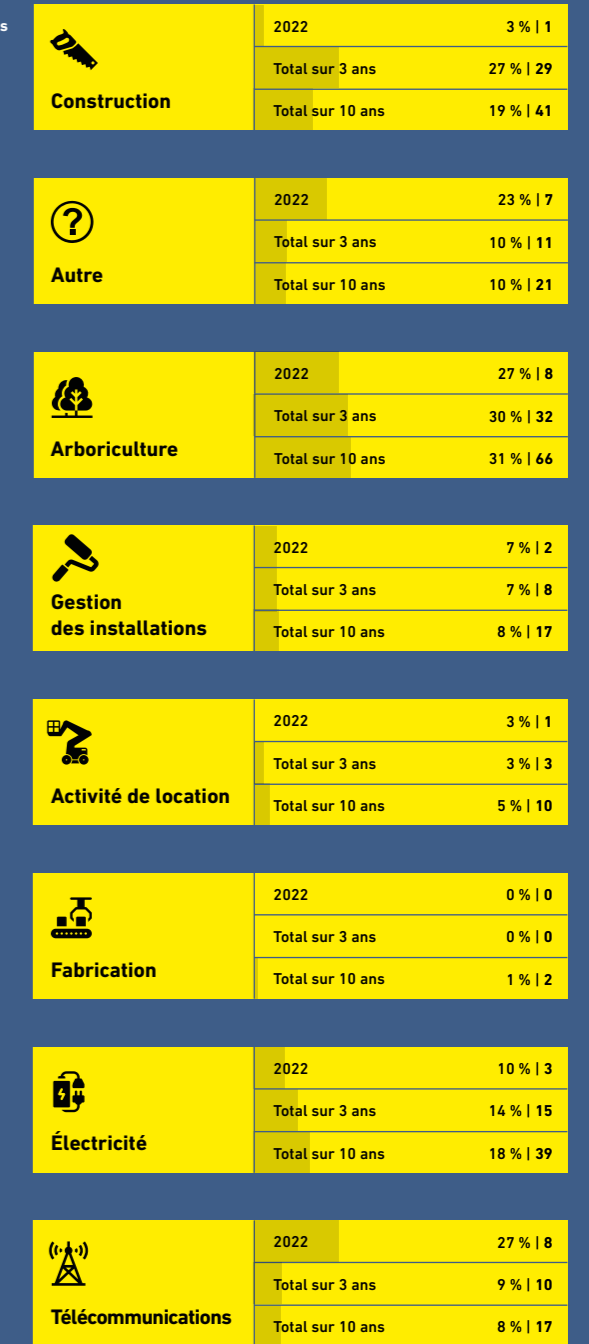 s
Construction
2022 3 % | 1
Total sur 3 ans 27 % | 29
Total sur 10 ans 19 % | 41
Autre
2022 23 % | 7
Total sur 3 ans 10 % | 11
Total sur 10 ans 10 % | 21
Arboriculture
2022 27 % | 8
Total sur 3 ans 30 % | 32
Total sur 10 ans 31 % | 66
Gestion
des installations
2022 7 % | 2
Total sur 3 ans 7 % | 8
Total sur 10 ans 8 % | 17
Activité de location
2022 3 % | 1
Total sur 3 ans 3 % | 3
Total sur 10 ans 5 % | 10
Fabrication
2022 0 % | 0
Total sur 3 ans 0 % | 0
Total sur 10 ans 1 % | 2
Électricité
2022 10 % | 3
Total sur 3 ans 14 % | 15
Total sur 10 ans 18 % | 39
Télécommunications
2022 27 % | 8
Total sur 3 ans 9 % | 10
Total sur 10 ans 8 % | 17